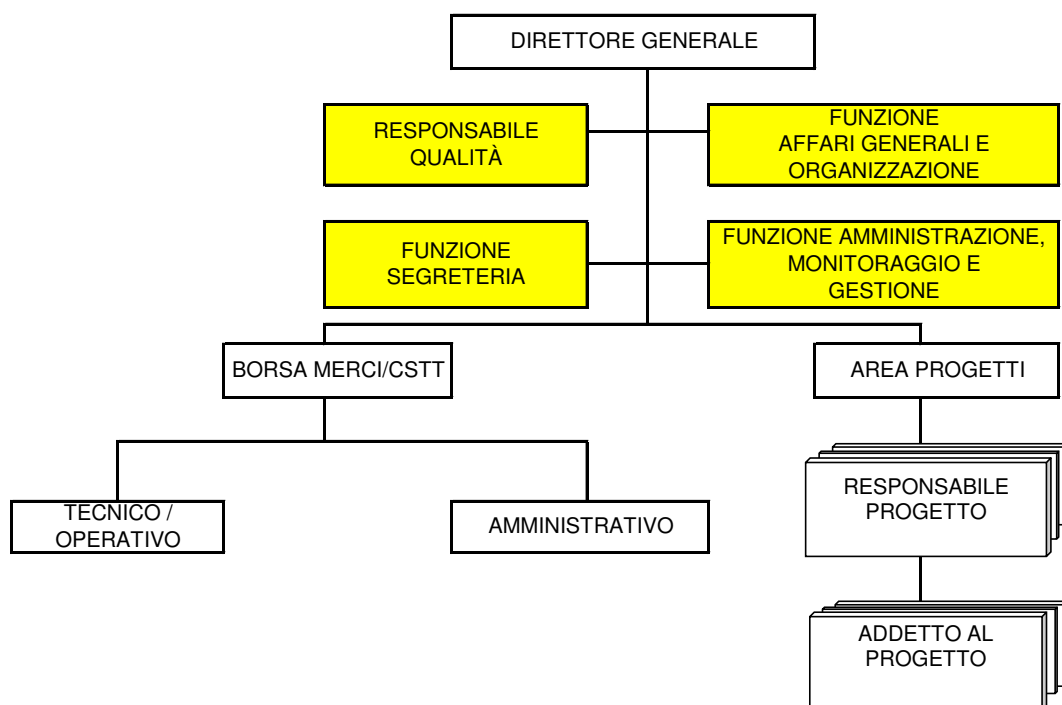 DIRETTORE GENERALE
RESPONSABILE
QUALITÀ
FUNZIONE
AFFARI GENERALI E
ORGANIZZAZIONE
FUNZIONE
SEGRETERIA
FUNZIONE AMMINISTRAZIONE,
MONITORAGGIO E
GESTIONE
BORSA MERCI/CSTT
AREA PROGETTI
TECNICO /
OPERATIVO
AMMINISTRATIVO
RESPONSABILE
PROGETTO
ADDETTO AL
PROGETTO